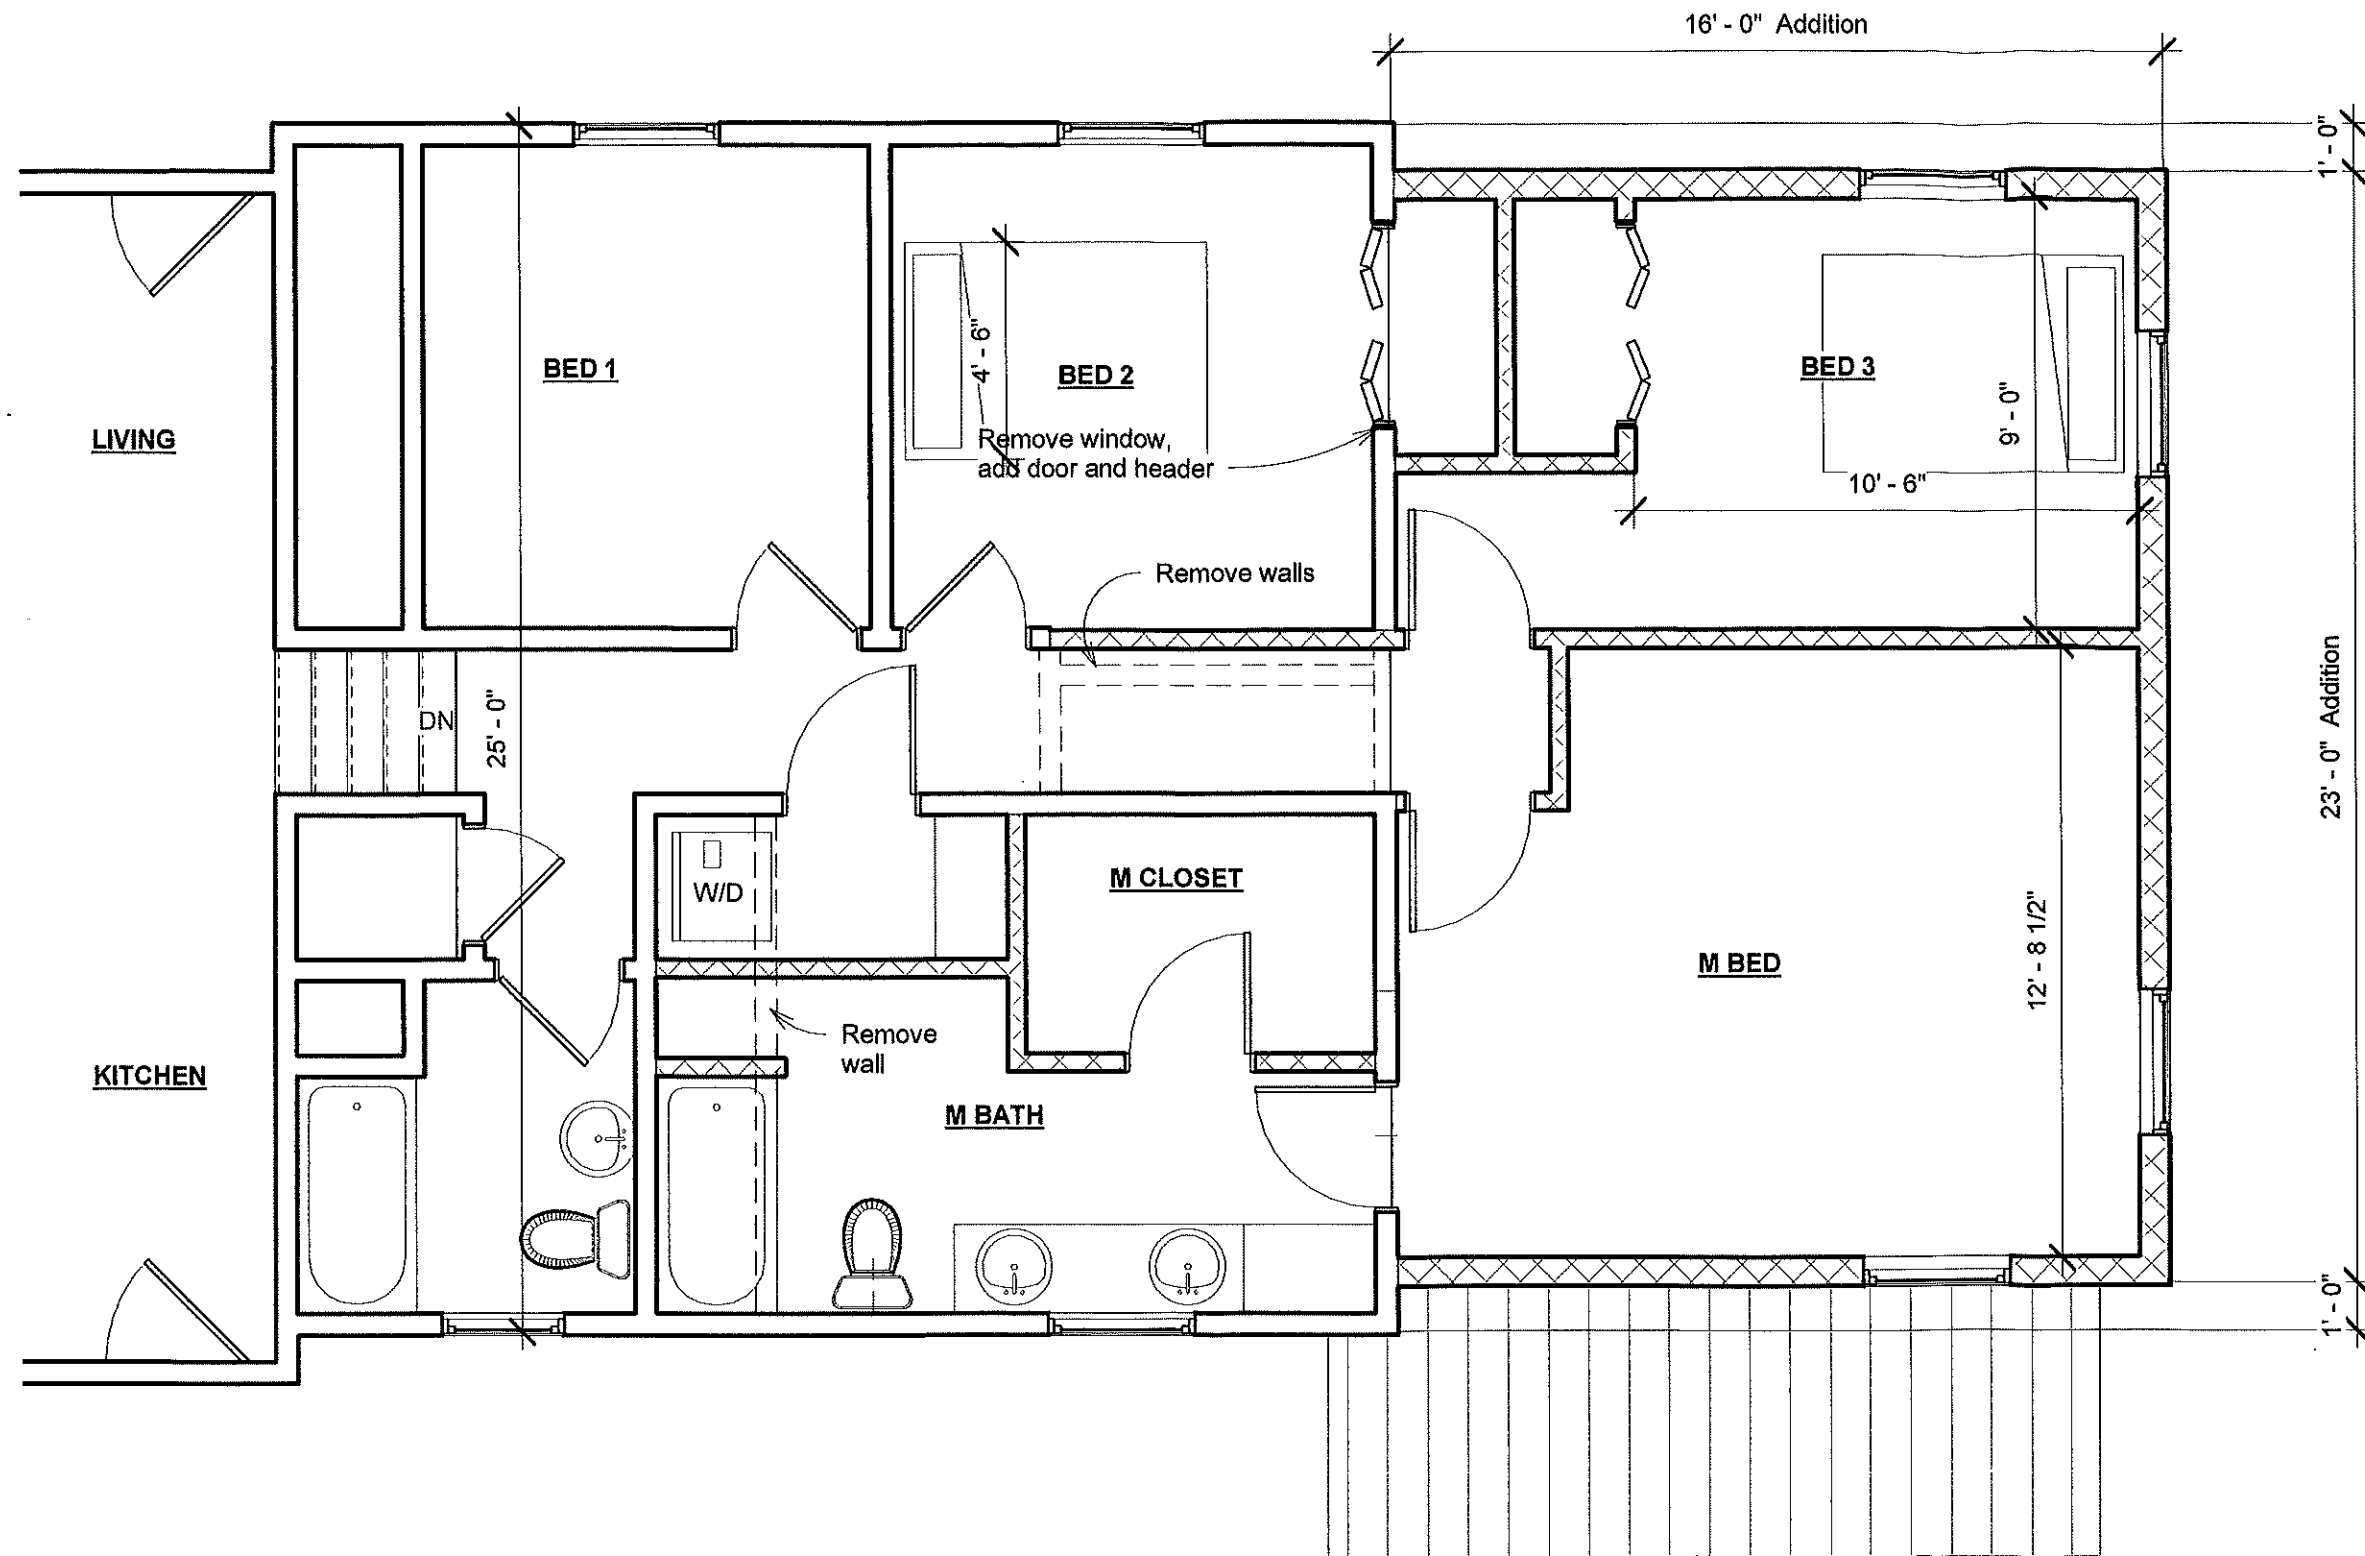 16' - 0" Addition
1' - 0"
BED 1
4' - 6"
BED 2
BED 3
9' - 0"
LIVING
Remove window,
add door and header
10' - 6"
Remove walls
DN
25' - 0"
23' - 0" Addition
M CLOSET
W/D
M BED
12' - 8 1/2"
Remove
wall
KITCHEN
M BATH
1' - 0"